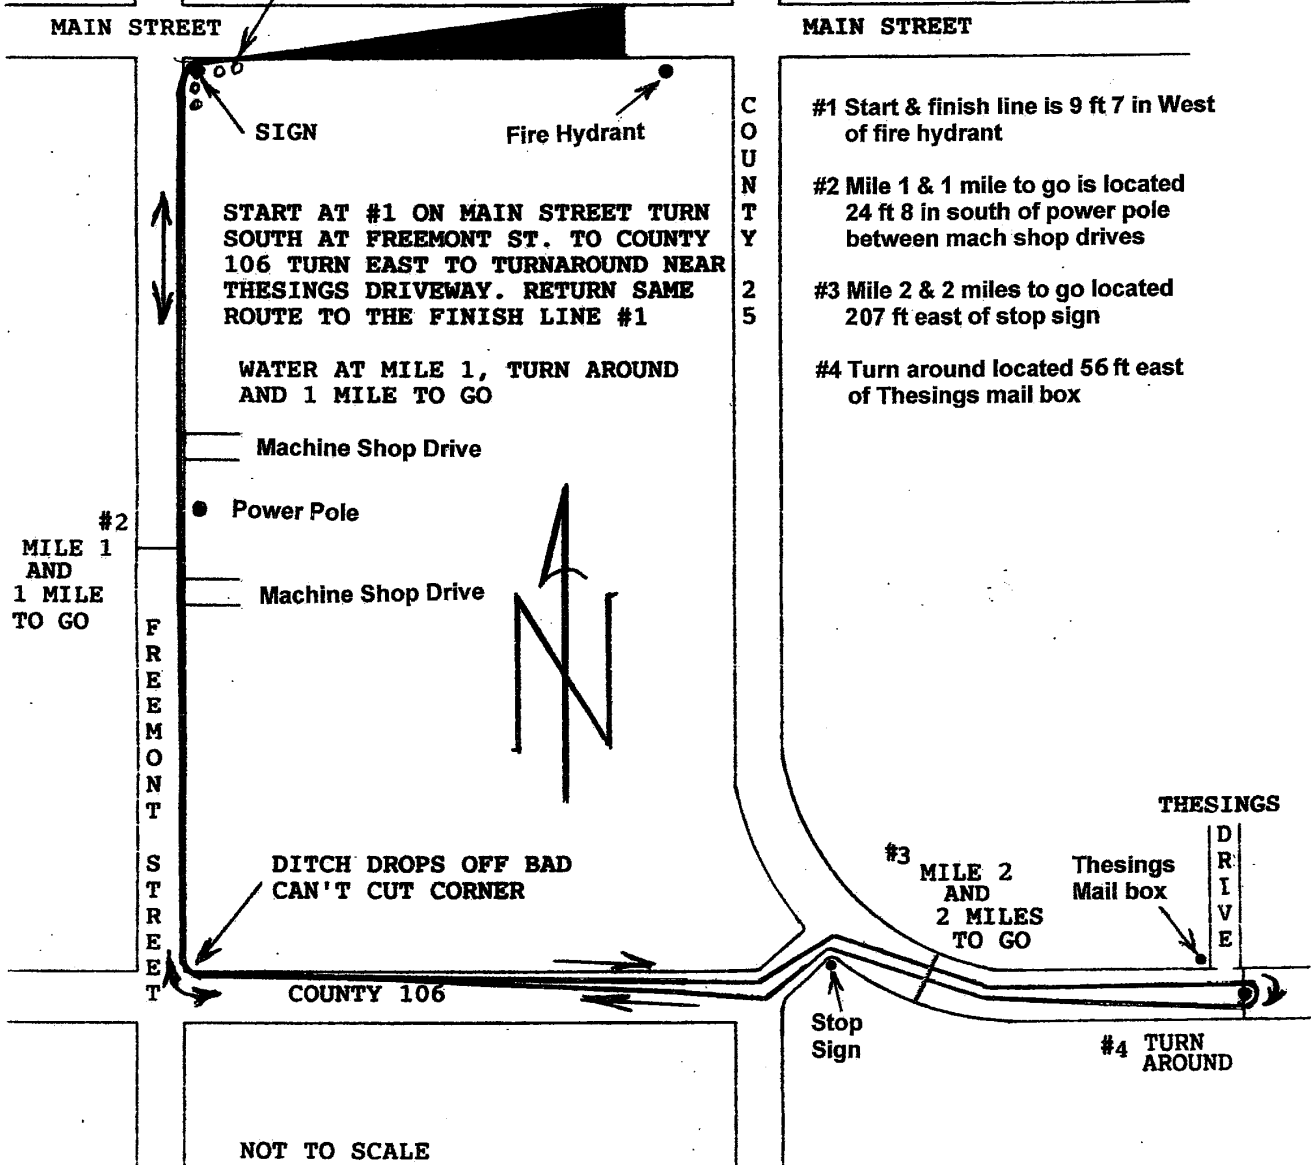 MAIN STREET
MAIN STREET
SIGN
Fire Hydrant
C
O
U
N
T
Y
2
5
#1 Start & finish line is 9 ft 7 in West
of fire hydrant
#2 Mile 1 & 1 mile to go is located
24 ft 8 in south of power pole
between mach shop drives
#3 Mile 2 & 2 miles to go located
207 ft east of stop sign
#4 Turn around located 56 ft east
of Thesings mail box
START AT #1 ON MAIN STREET TURN
SOUTH AT FREEMONT ST. TO COUNTY
106 TURN EAST TO TURNAROUND NEAR
THESINGS DRIVEWAY. RETURN SAME
ROUTE TO THE FINISH LINE #1
WATER AT MILE 1, TURN AROUND
AND 1 MILE TO GO
Machine Shop Drive
Power Pole
#2
MILE 1
AND
1 MILE
TO GO
Machine Shop Drive
N
F
R
E
E
M
O
N
T
S
T
R
E
E
T
DITCH DROPS OFF BAD
CAN'T CUT CORNER
COUNTY 106
#3
MILE 2
AND
2 MILES
TO GO
THESINGS
D
R
I
V
E
Thesings
Mail box
Stop
Sign
#4 TURN
AROUND
NOT TO SCALE